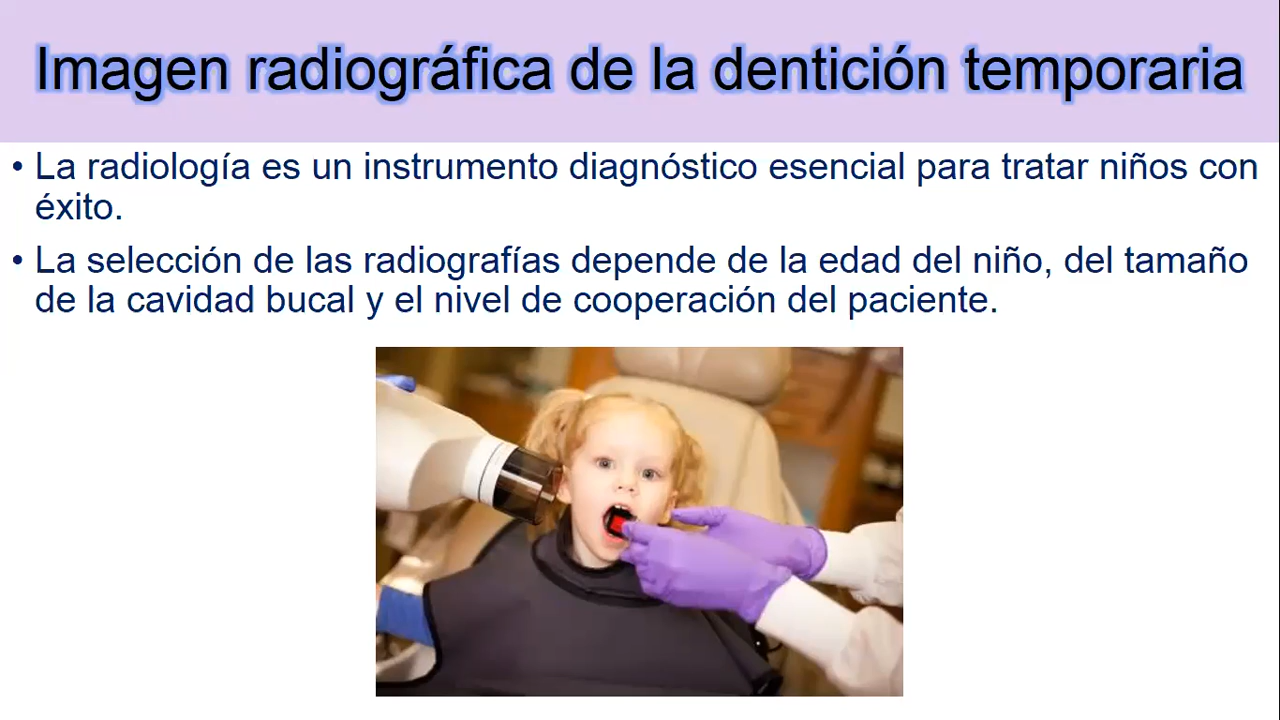 Imagen radiográfica de la dentición temporaria
• La radiología es un instrumento diagnóstico esencial para tratar niños con
éxito.
• La selección de las radiografías depende de la edad del niño, del tamaño
de la cavidad bucal y el nivel de cooperación del paciente.